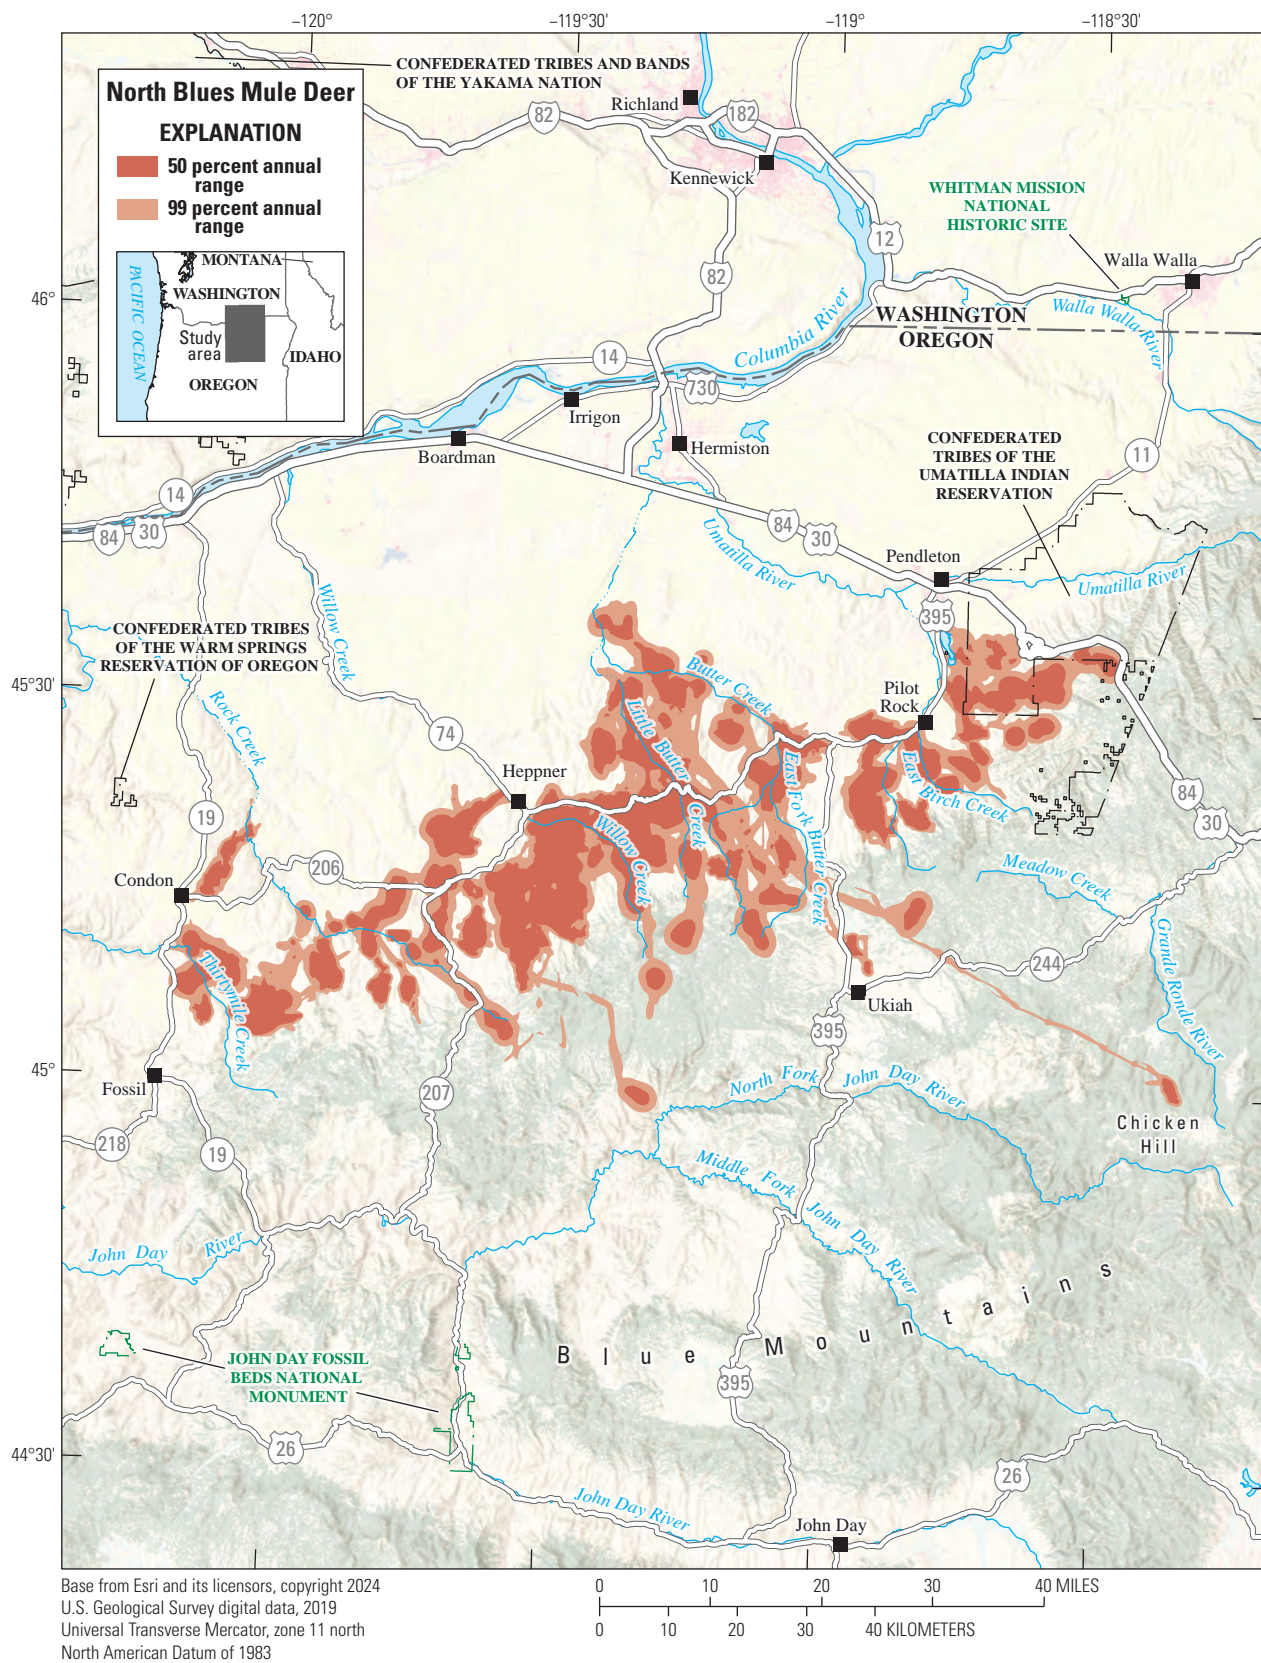 −120°
−119°30'
−119°
−118°30'
CONFEDERATED TRIBES AND BANDS
OF THE YAKAMA NATION
North Blues Mule Deer
EXPLANATION
50 percent annual
range
99 percent annual
range
MONTANA
WASHINGTON
PACIFIC OCEAN
Study
area
IDAHO
OREGON
Richland
82
182
Kennewick
WHITMAN MISSION
NATIONAL
HISTORIC SITE
12
82
Walla Walla
46°
Columbia River
WASHINGTON
OREGON
Walla Walla River
14
730
Irrigon
Boardman
Hermiston
CONFEDERATED
TRIBES OF THE
UMATILLA INDIAN
RESERVATION
11
14
84
30
84
30
Umatilla River
Pendleton
Umatilla River
395
Willow Creek
CONFEDERATED TRIBES
OF THE WARM SPRINGS
RESERVATION OF OREGON
45°30'
Rock Creek
Butter Creek
Pilot
Rock
Little Butter Creek
74
Heppner
East Fork Butter Creek
East Birch Creek
84
30
19
Willow Creek
206
Condon
Meadow Creek
Grande Ronde River
Thirtymile Creek
244
Ukiah
395
45°
Fossil
207
North Fork John Day River
Chicken
Hill
218
19
Middle Fork John Day River
John Day River
Blue Mountains
JOHN DAY FOSSIL
BEDS NATIONAL
MONUMENT
395
44°30'
26
26
John Day River
John Day
Base from Esri and its licensors, copyright 2024
U.S. Geological Survey digital data, 2019
Universal Transverse Mercator, zone 11 north
North American Datum of 1983
0 10 20 30 40 MILES
0 10 20 30 40 KILOMETERS